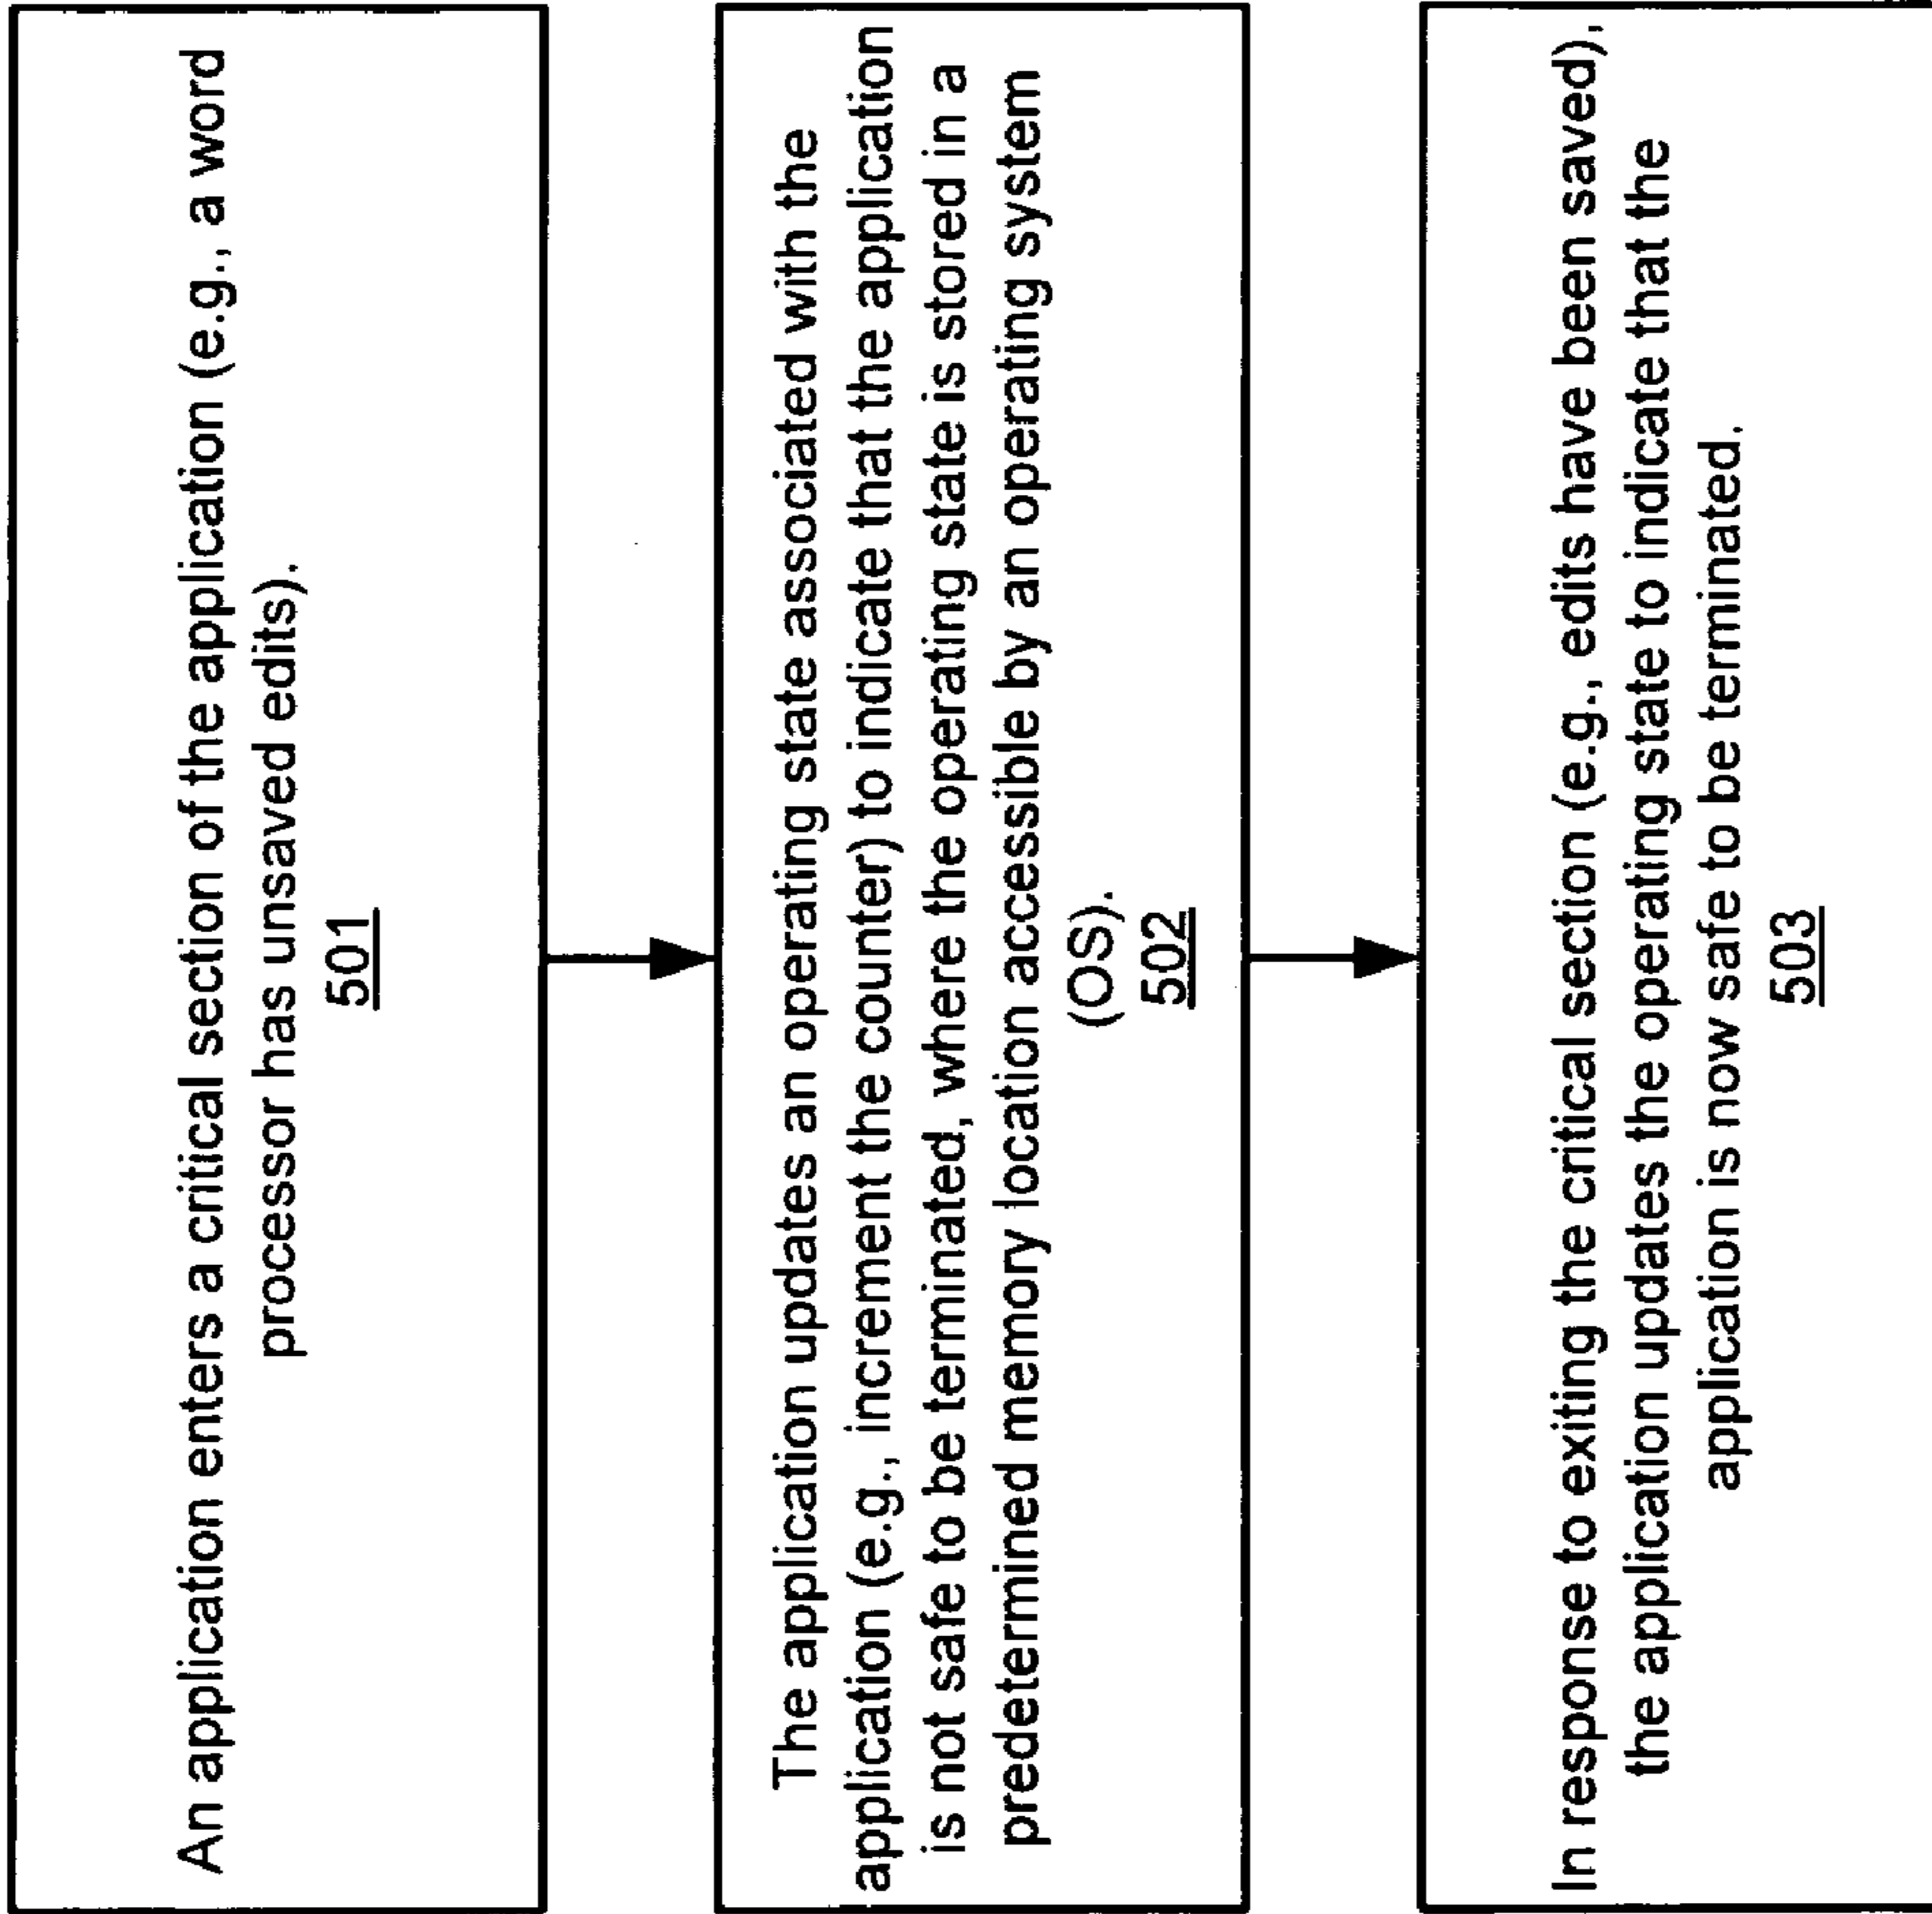 An application enters a critical section of the application (e.g., a word
processor has unsaved edits).
501
The application updates an operating state associated with the
application (e.g., increment the counter) to indicate that the application
is not safe to be terminated, where the operating state is stored in a
predetermined memory location accessible by an operating system
(OS).
502
In response to exiting the critical section (e.g., edits have been saved),
the application updates the operating state to indicate that the
application is now safe to be terminated.
503